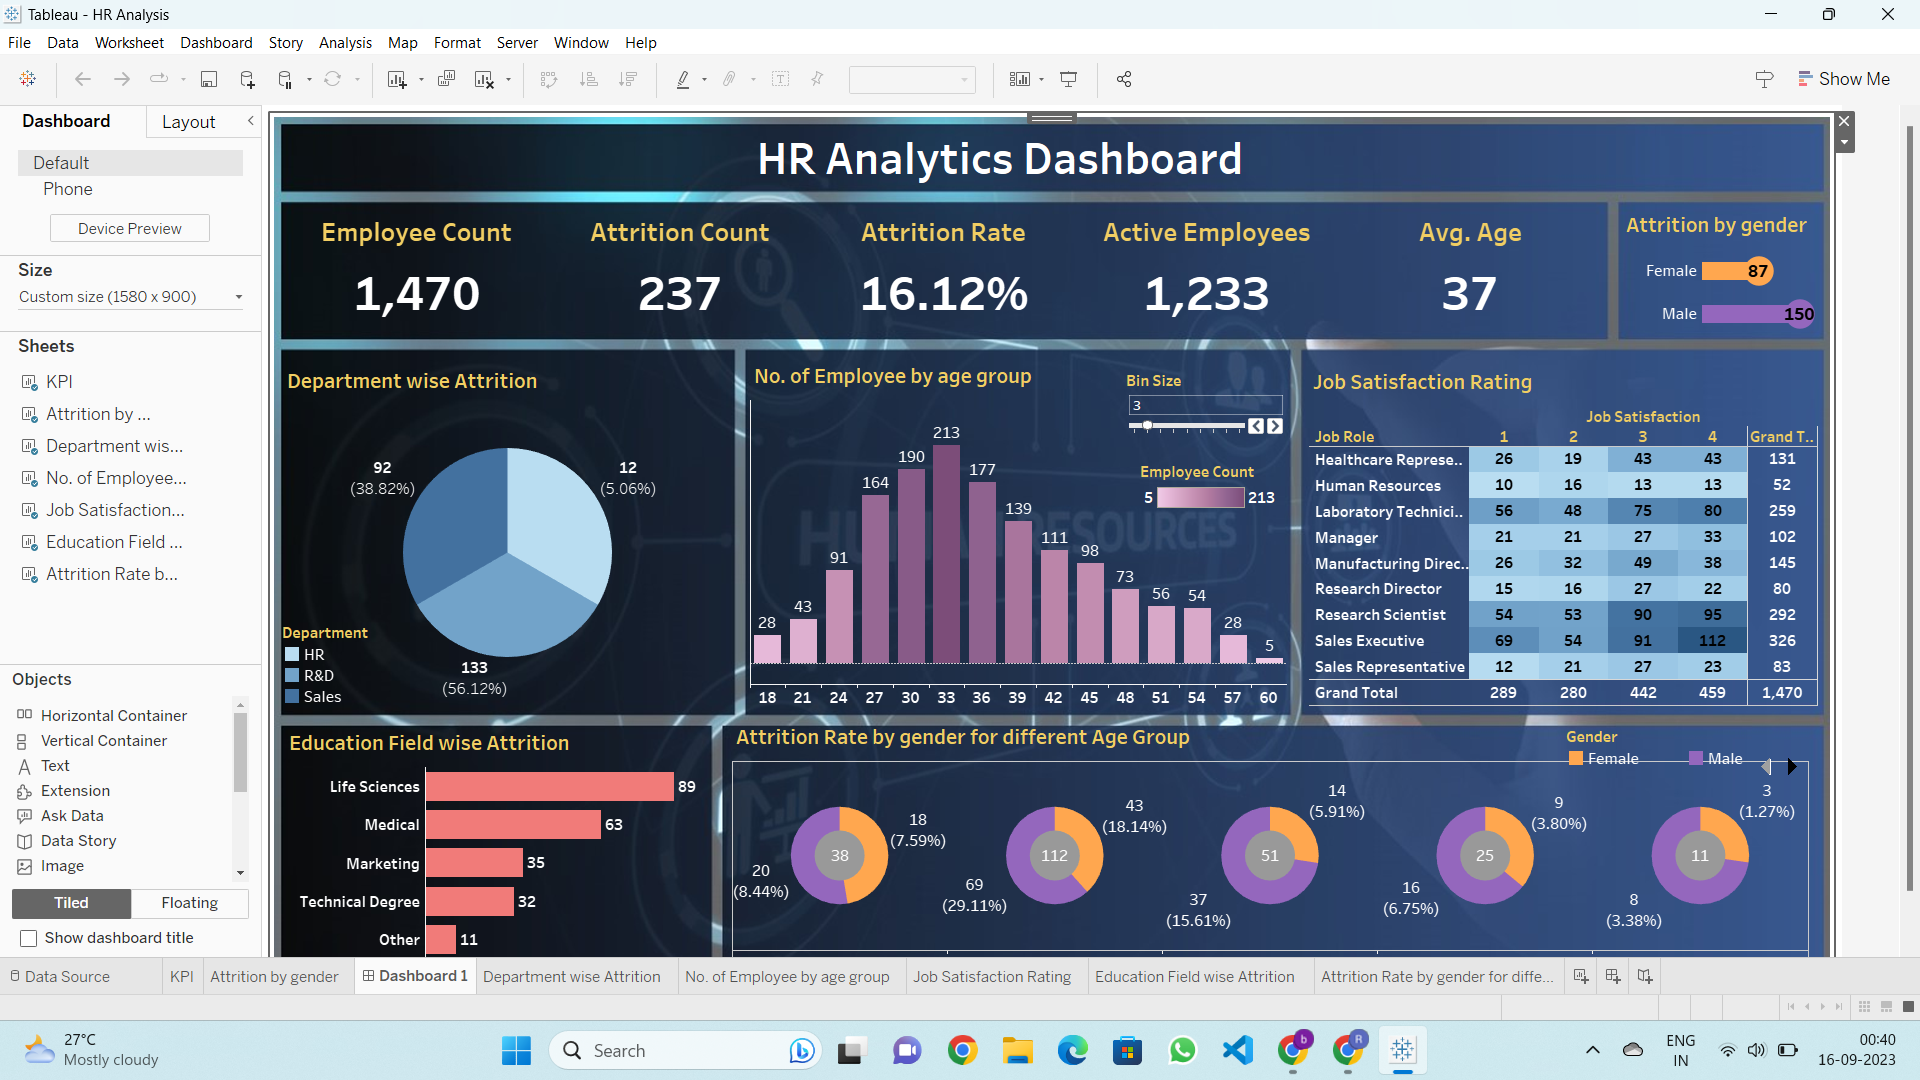 Tableau - HR Analysis
File Data Worksheet Dashboard Story Analysis Map Format Server Window Help
Show Me
Dashboard Layout
Default
Phone
Device Preview
Size
Custom size (1580 x 900)
Sheets
KPI
Attrition by ...
Department wis...
No. of Employee...
Job Satisfaction...
Education Field ...
Attrition Rate b...
Objects
Horizontal Container
Vertical Container
Text
Extension
Ask Data
Data Story
Image
Tiled Floating
Show dashboard title
HR Analytics Dashboard
Employee Count Attrition Count Attrition Rate Active Employees Avg. Age
1,470 237 16.12% 1,233 37
Attrition by gender
Female 87
Male 150
Department wise Attrition
92
(38.82%)
12
(5.06%)
133
(56.12%)
Department
HR
R&D
Sales
No. of Employee by age group
Bin Size
3
Employee Count
5 213
28 43 91 164 190 213 177 139 111 98 73 56 54 28 5
18 21 24 27 30 33 36 39 42 45 48 51 54 57 60
HUMAN RESOURCES
Job Satisfaction Rating
Job Satisfaction
Job Role 1 2 3 4 Grand T..
Healthcare Represe.. 26 19 43 43 131
Human Resources 10 16 13 13 52
Laboratory Technici.. 56 48 75 80 259
Manager 21 21 27 33 102
Manufacturing Direc.. 26 32 49 38 145
Research Director 15 16 27 22 80
Research Scientist 54 53 90 95 292
Sales Executive 69 54 91 112 326
Sales Representative 12 21 27 23 83
Grand Total 289 280 442 459 1,470
Education Field wise Attrition
Life Sciences 89
Medical 63
Marketing 35
Technical Degree 32
Other 11
Attrition Rate by gender for different Age Group
Gender
Female Male
18
(7.59%)
38
20
(8.44%)
43
(18.14%)
112
69
(29.11%)
14
(5.91%)
51
37
(15.61%)
9
(3.80%)
25
16
(6.75%)
3
(1.27%)
11
8
(3.38%)
Data Source KPI Attrition by gender Dashboard 1 Department wise Attrition No. of Employee by age group Job Satisfaction Rating Education Field wise Attrition Attrition Rate by gender for diffe...
27°C
Mostly cloudy
Search
b
R
ENG
IN
00:40
16-09-2023